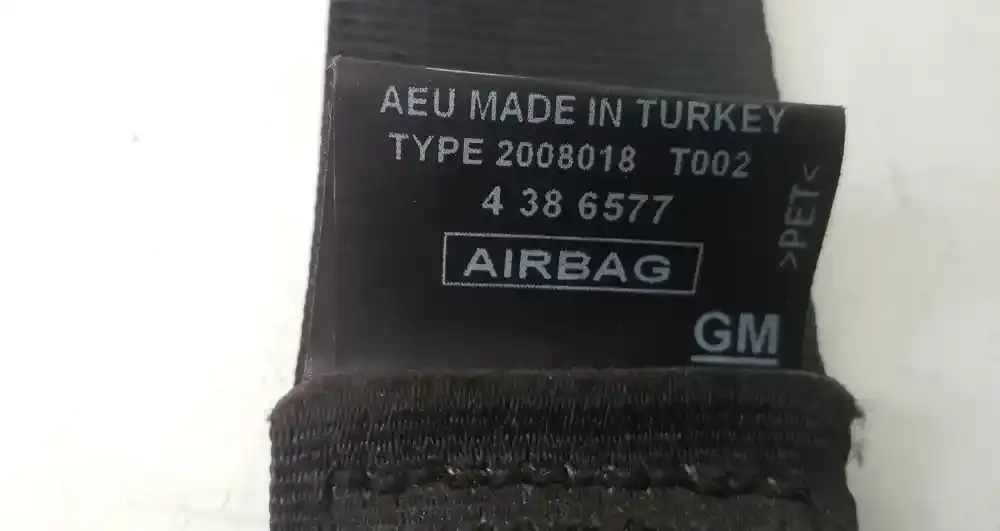 AEU MADE IN TURKEY
TYPE 2008018 T002
4 38 6577
>PET<
AIRBAG
GM